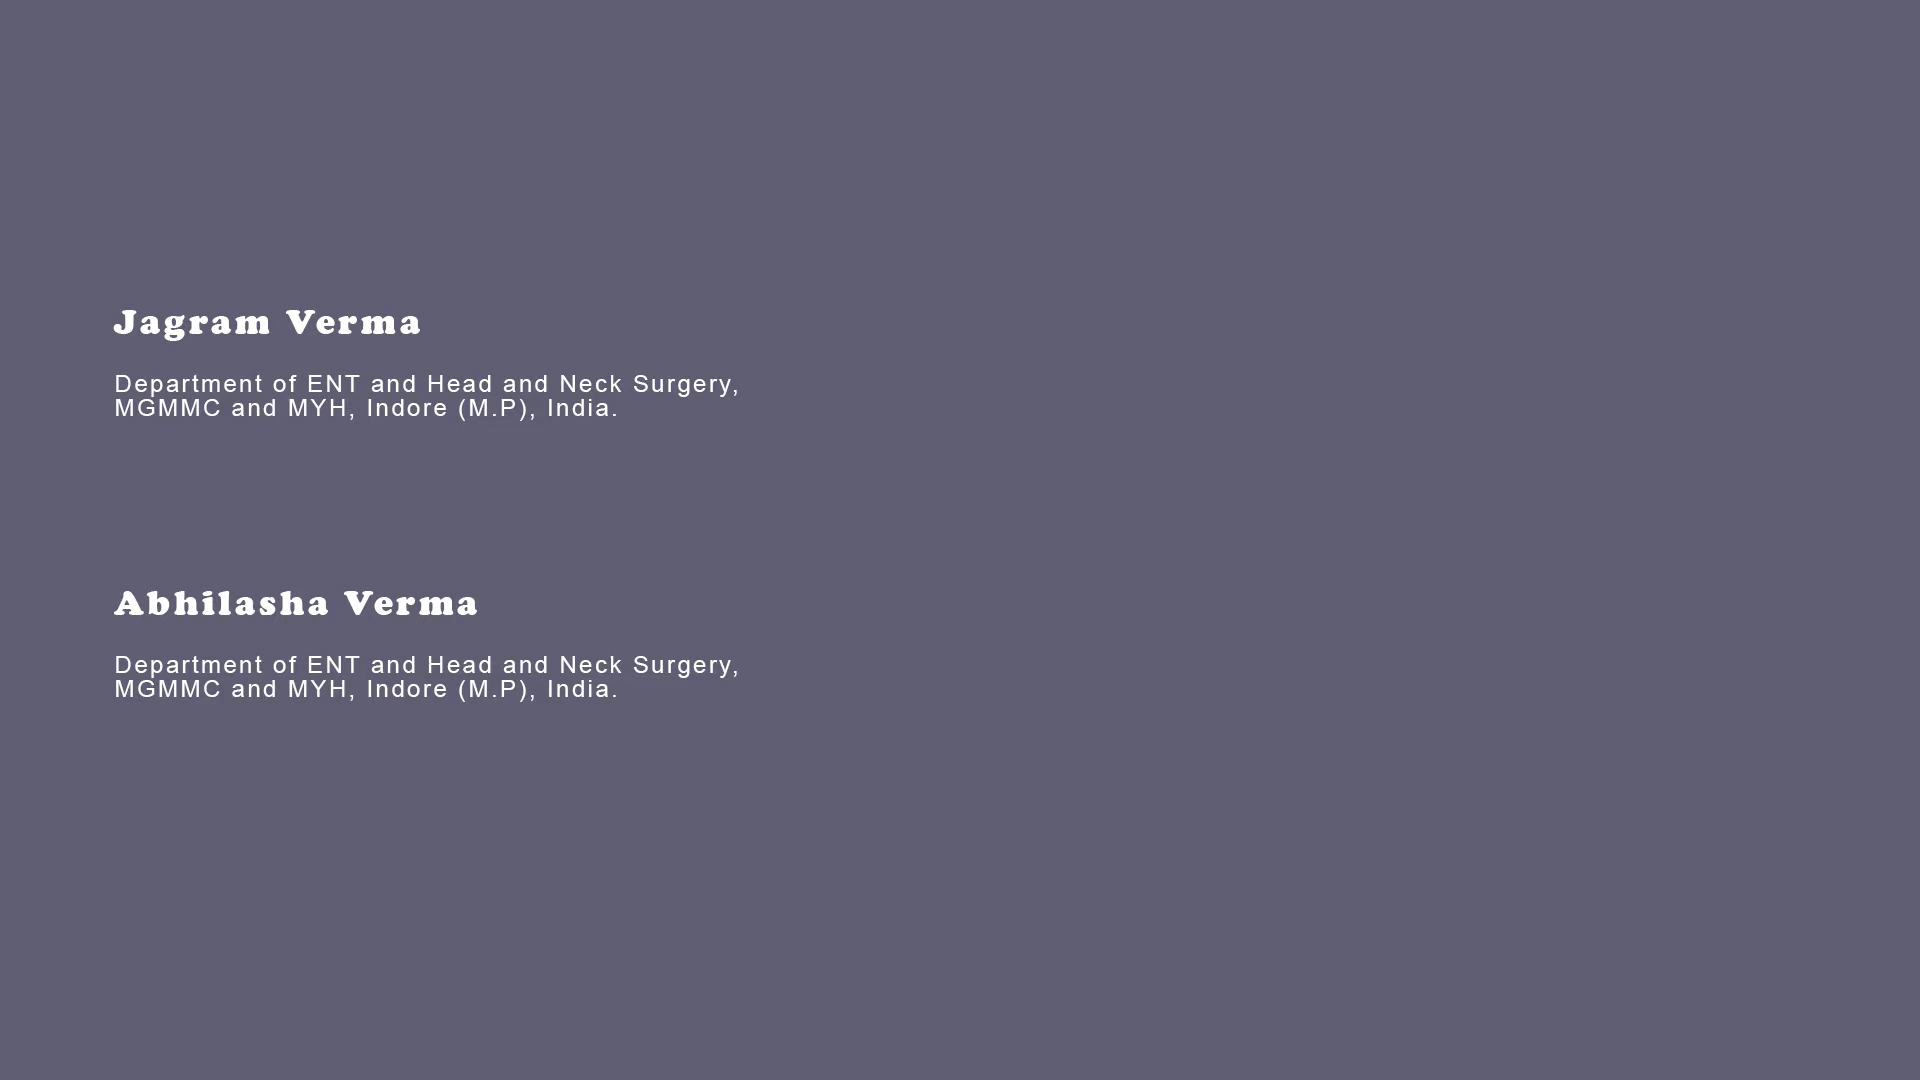 Jagram Verma
Department of ENT and Head and Neck Surgery,
MGMMC and MYH, Indore (M.P), India.
Abhilasha Verma
Department of ENT and Head and Neck Surgery,
MGMMC and MYH, Indore (M.P), India.